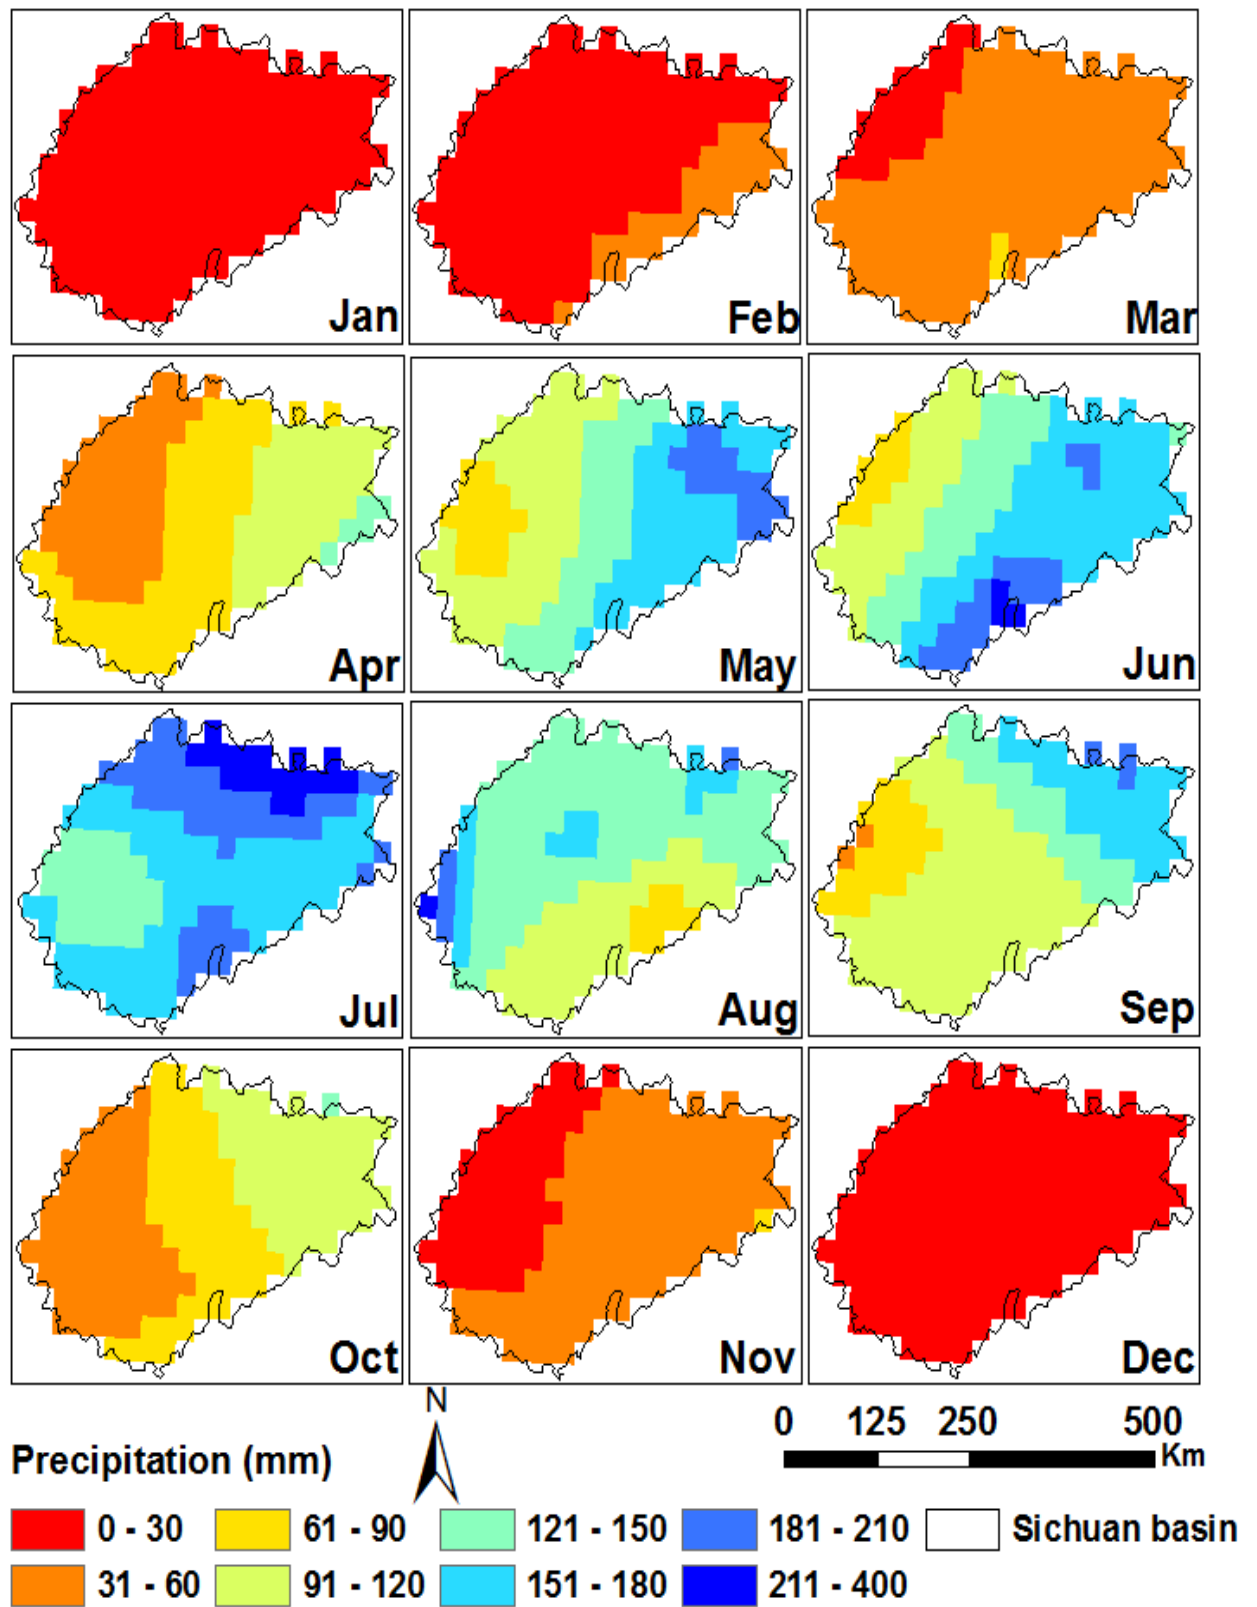 Jan
Feb
Mar
Apr
May
Jun
Jul
Aug
Sep
Oct
Nov
Dec
N
0 125 250 500
Km
Precipitation (mm)
0 - 30 61 - 90 121 - 150 181 - 210 Sichuan basin
31 - 60 91 - 120 151 - 180 211 - 400